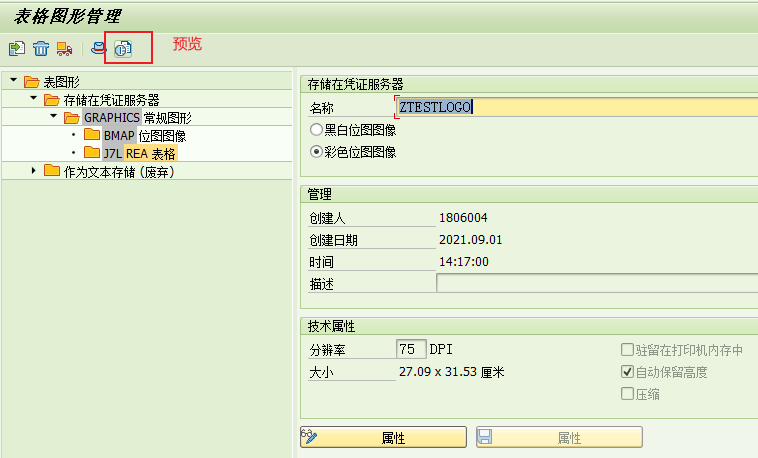 表格图形管理
预览
表图形
存储在凭证服务器
GRAPHICS 常规图形
BMAP 位图图像
J7L REA 表格
作为文本存储 (废弃)
存储在凭证服务器
名称 ZTESTLOGO
黑白位图图像
彩色位图图像
管理
创建人 1806004
创建日期 2021.09.01
时间 14:17:00
描述
技术属性
分辨率 75 DPI 驻留在打印机内存中
大小 27.09 x 31.53 厘米 自动保留高度
压缩
属性 属性